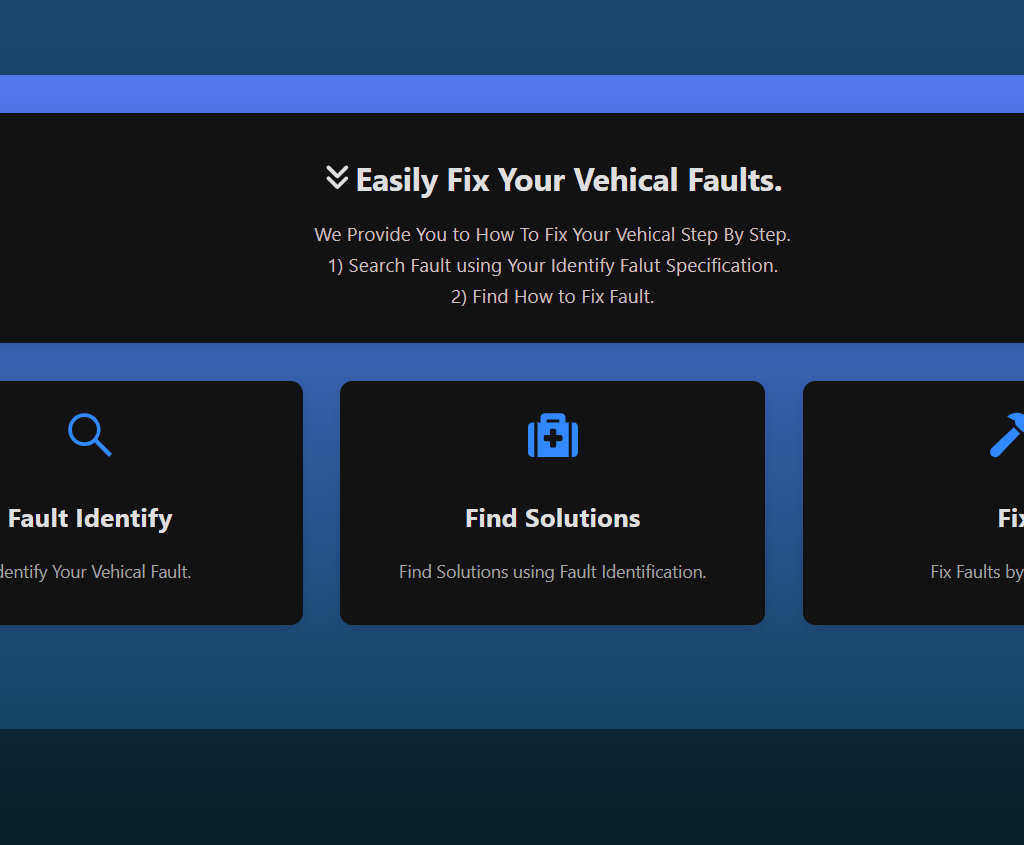 Easily Fix Your Vehical Faults.
We Provide You to How To Fix Your Vehical Step By Step.
1) Search Fault using Your Identify Falut Specification.
2) Find How to Fix Fault.
Fault Identify
Your Vehical Fault.
Find Solutions
Find Solutions using Fault Identification.
Fix Faults by